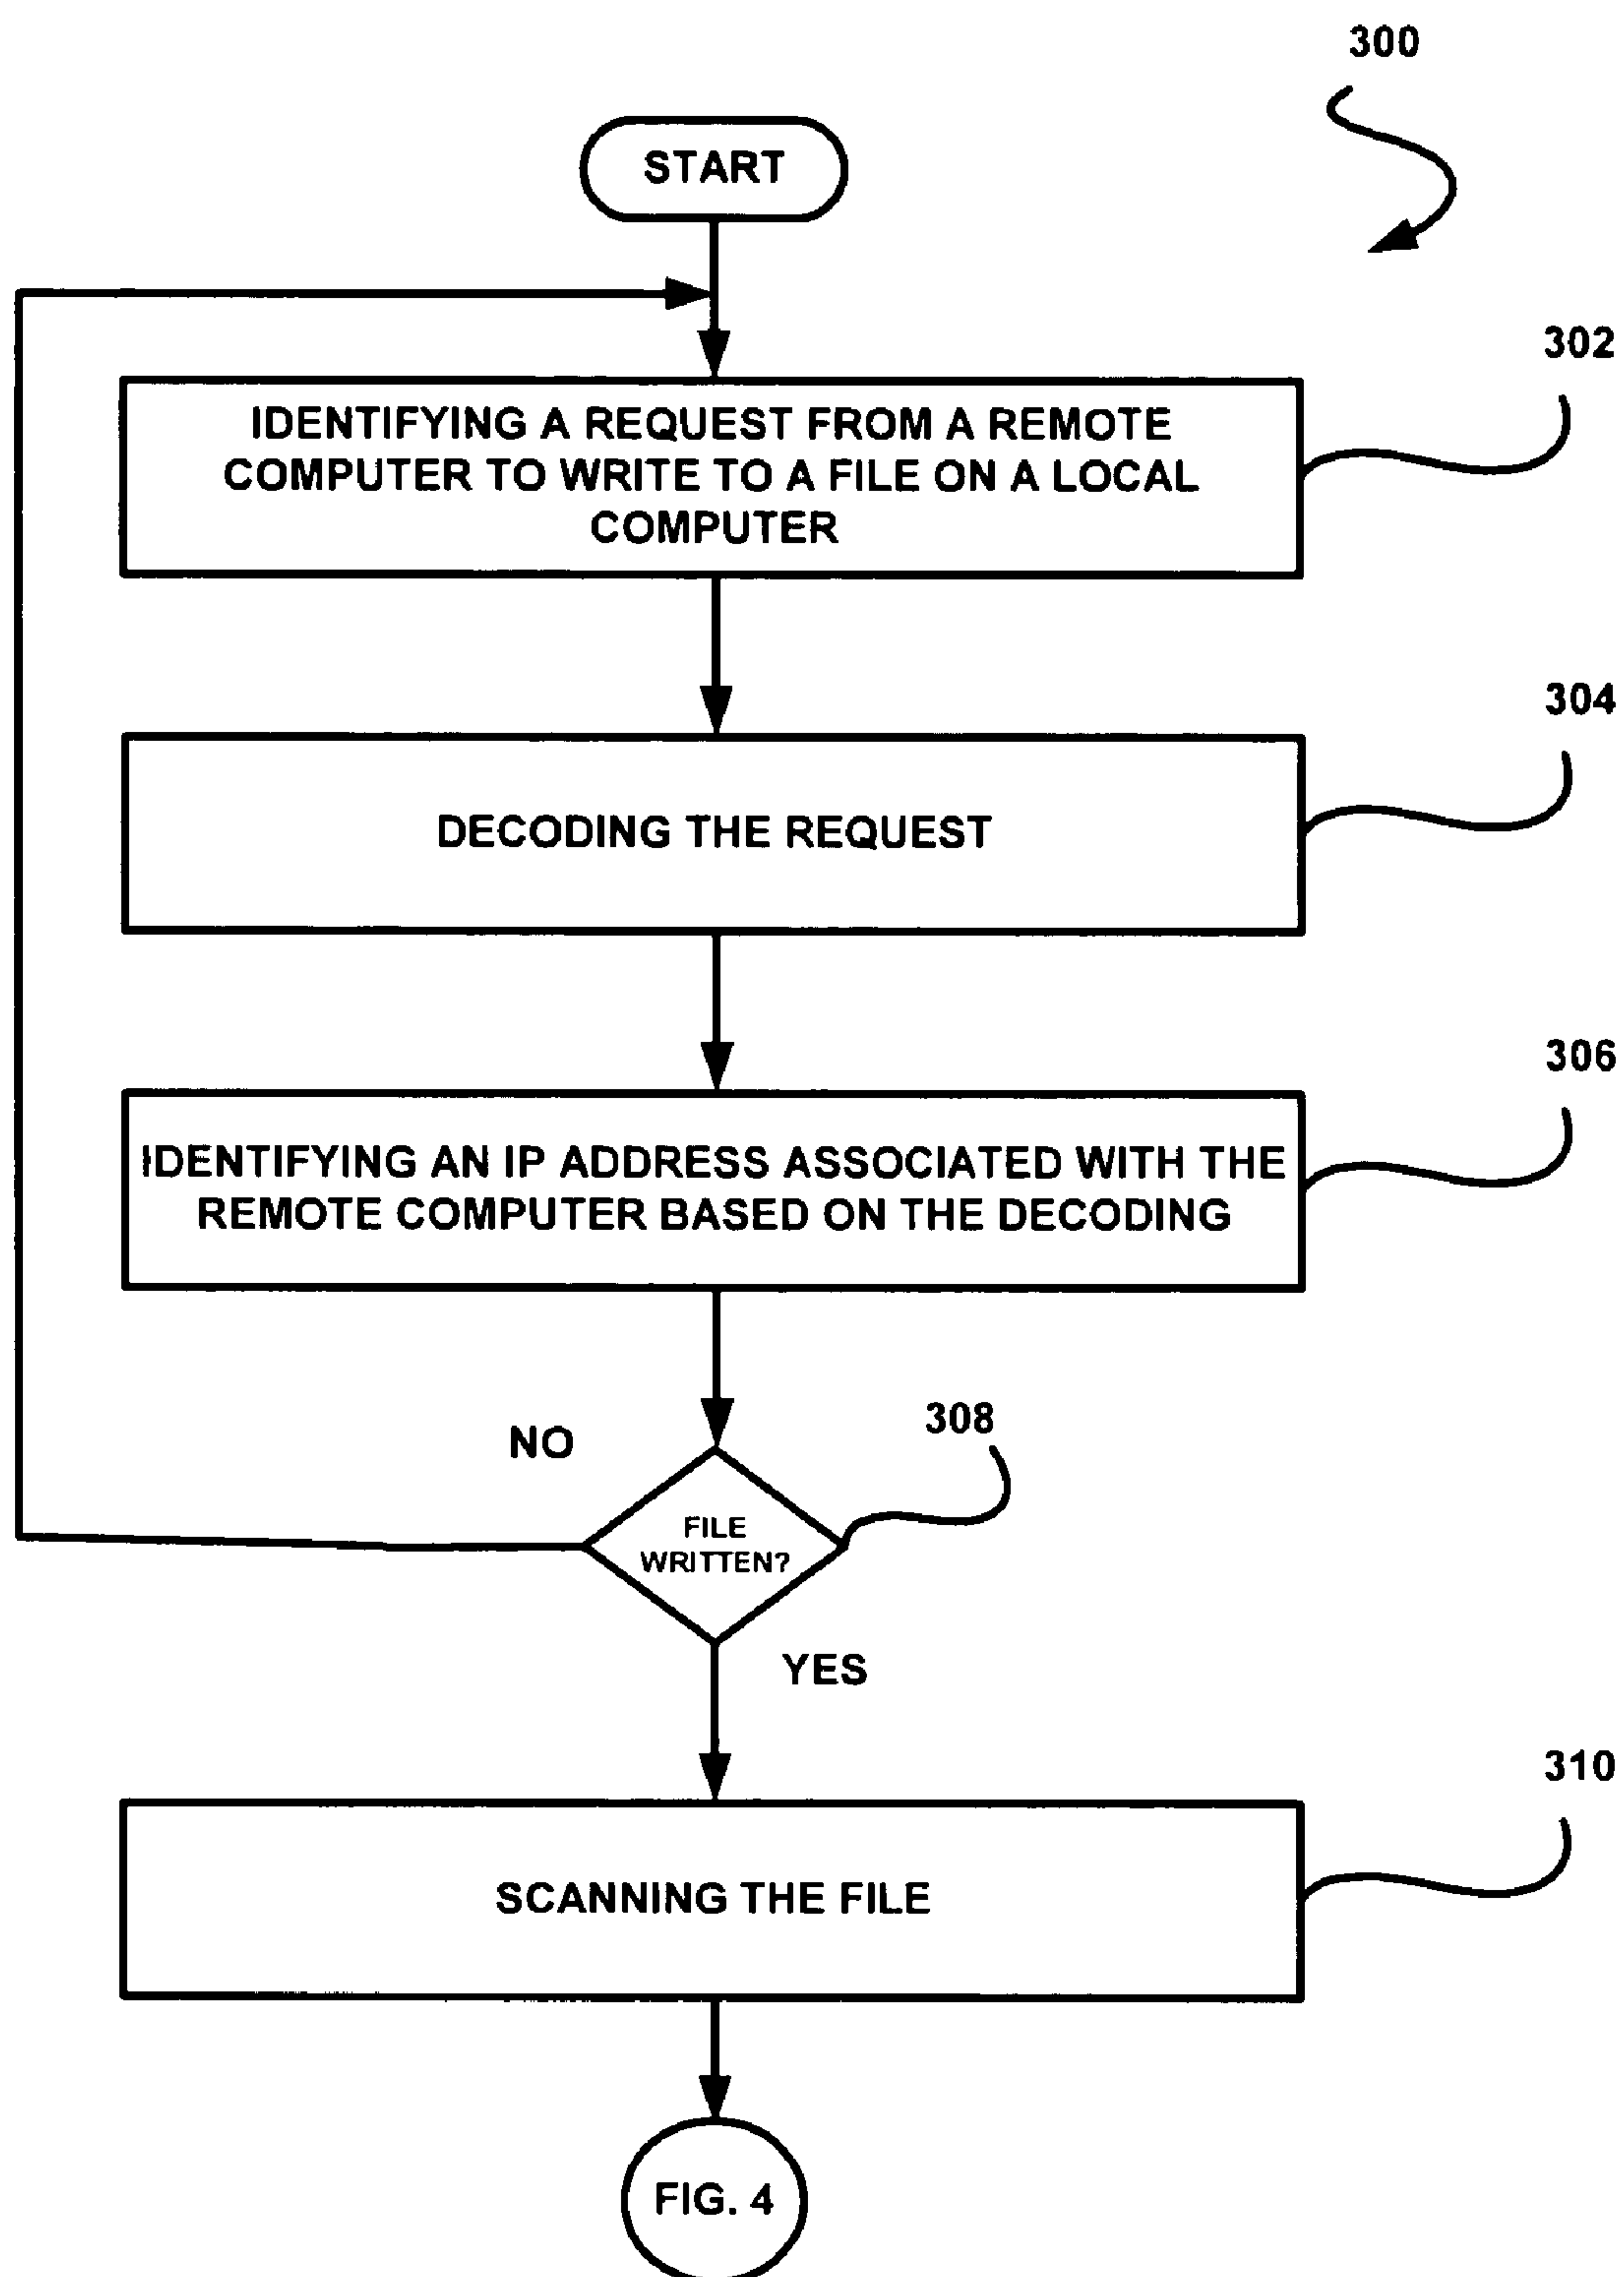 300
START
302
IDENTIFYING A REQUEST FROM A REMOTE
COMPUTER TO WRITE TO A FILE ON A LOCAL
COMPUTER
304
DECODING THE REQUEST
306
IDENTIFYING AN IP ADDRESS ASSOCIATED WITH THE
REMOTE COMPUTER BASED ON THE DECODING
NO
308
FILE
WRITTEN?
YES
310
SCANNING THE FILE
FIG. 4